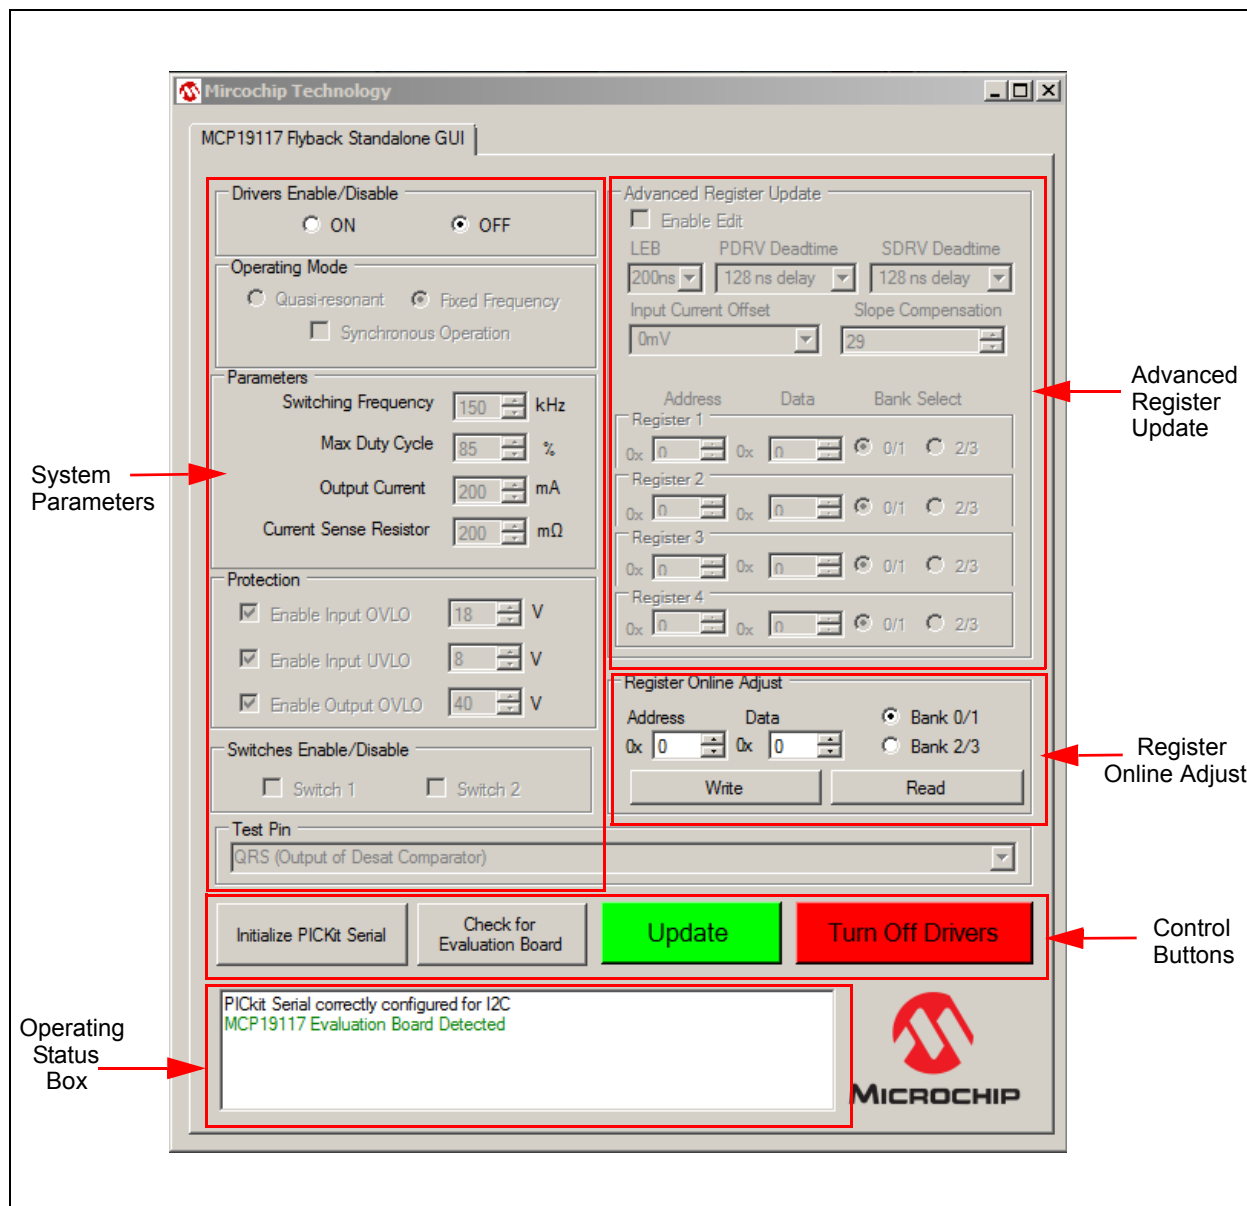 Mircochip Technology
MCP19117 Flyback Standalone GUI
Drivers Enable/Disable
ON OFF
Operating Mode
Quasi-resonant Fixed Frequency
Synchronous Operation
Parameters
Switching Frequency 150 kHz
Max Duty Cycle 85 %
Output Current 200 mA
Current Sense Resistor 200 mΩ
Protection
Enable Input OVLO 18 V
Enable Input UVLO 8 V
Enable Output OVLO 40 V
Switches Enable/Disable
Switch 1 Switch 2
Test Pin
QRS (Output of Desat Comparator)
Advanced Register Update
Enable Edit
LEB PDRV Deadtime SDRV Deadtime
200ns 128 ns delay 128 ns delay
Input Current Offset Slope Compensation
0mV 29
Address Data Bank Select
Register 1
0x 0 0x 0 0/1 2/3
Register 2
0x 0 0x 0 0/1 2/3
Register 3
0x 0 0x 0 0/1 2/3
Register 4
0x 0 0x 0 0/1 2/3
Register Online Adjust
Address Data Bank 0/1
0x 0 0x 0 Bank 2/3
Write Read
Initialize PICKit Serial
Check for
Evaluation Board
Update
Turn Off Drivers
PICkit Serial correctly configured for I2C
MCP19117 Evaluation Board Detected
MICROCHIP
System
Parameters
Advanced
Register
Update
Register
Online Adjust
Control
Buttons
Operating
Status
Box